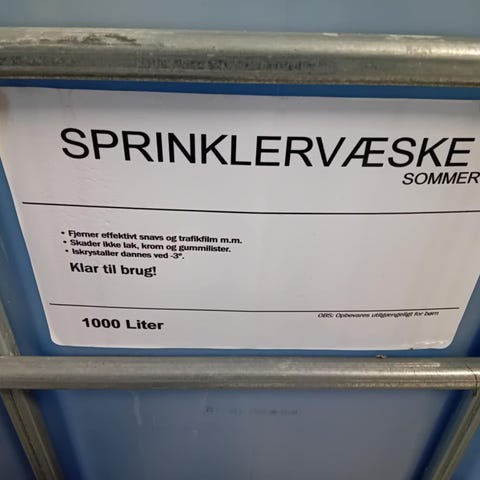 SPRINKLERVÆSKE
SOMMER
• Fjerner effektivt snavs og trafikfilm m.m.
• Skader ikke lak, krom og gummilister.
• Iskrystaller dannes ved -3°.
Klar til brug!
OBS: Opbevares utilgængeligt for børn
1000 Liter